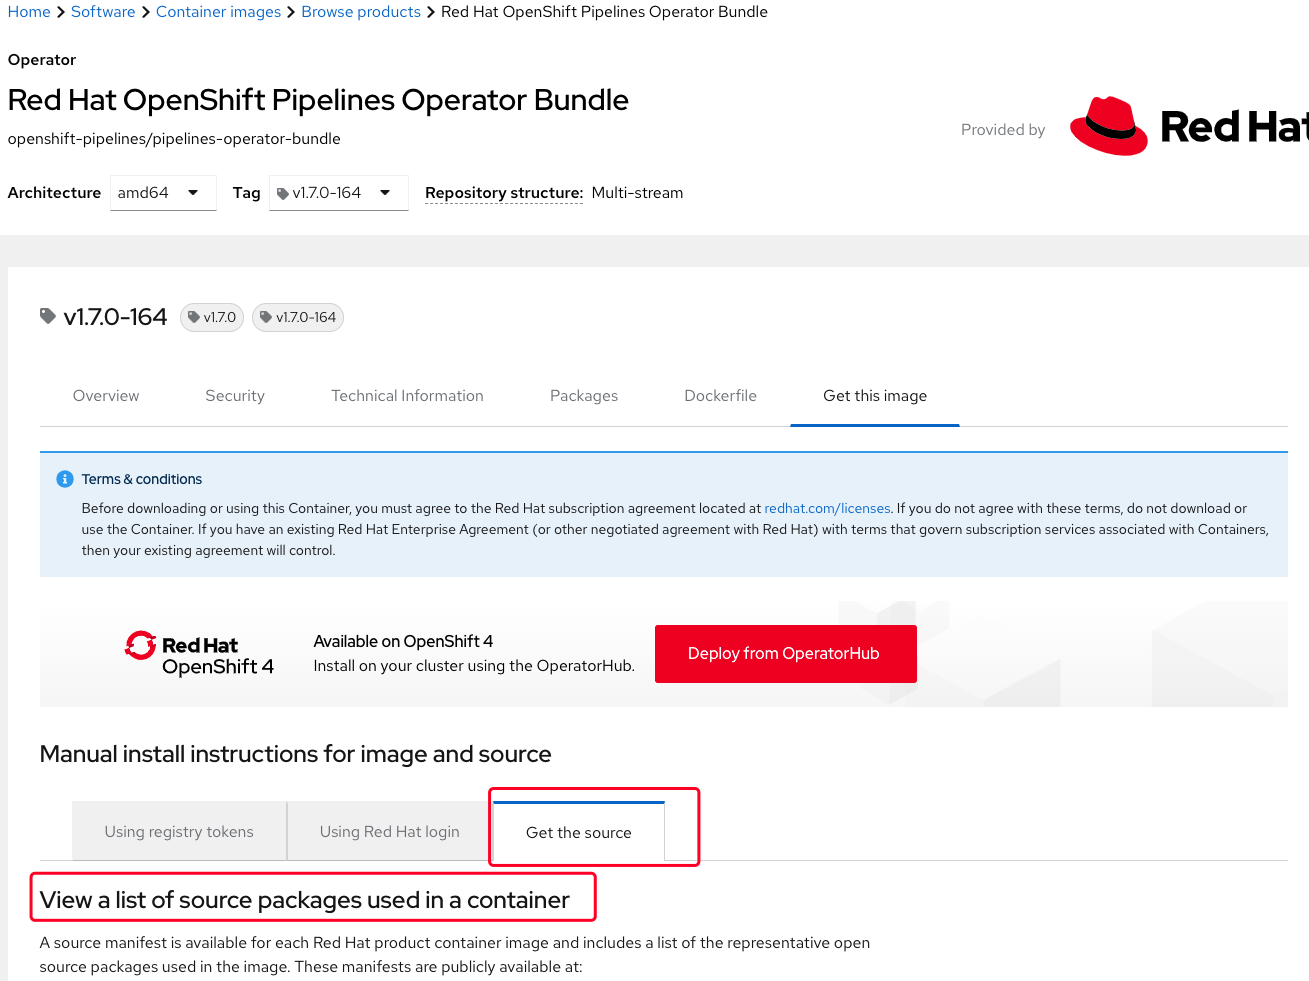 Home > Software > Container images > Browse products > Red Hat OpenShift Pipelines Operator Bundle
Operator
Red Hat OpenShift Pipelines Operator Bundle
openshift-pipelines/pipelines-operator-bundle
Provided by
Red Hat
Architecture amd64 Tag v1.7.0-164 Repository structure: Multi-stream
v1.7.0-164 v1.7.0 v1.7.0-164
Overview Security Technical Information Packages Dockerfile Get this image
Terms & conditions
Before downloading or using this Container, you must agree to the Red Hat subscription agreement located at redhat.com/licenses. If you do not agree with these terms, do not download or
use the Container. If you have an existing Red Hat Enterprise Agreement (or other negotiated agreement with Red Hat) with terms that govern subscription services associated with Containers,
then your existing agreement will control.
Red Hat
OpenShift 4
Available on OpenShift 4
Install on your cluster using the OperatorHub.
Deploy from OperatorHub
Manual install instructions for image and source
Using registry tokens Using Red Hat login Get the source
View a list of source packages used in a container
A source manifest is available for each Red Hat product container image and includes a list of the representative open
source packages used in the image. These manifests are publicly available at: